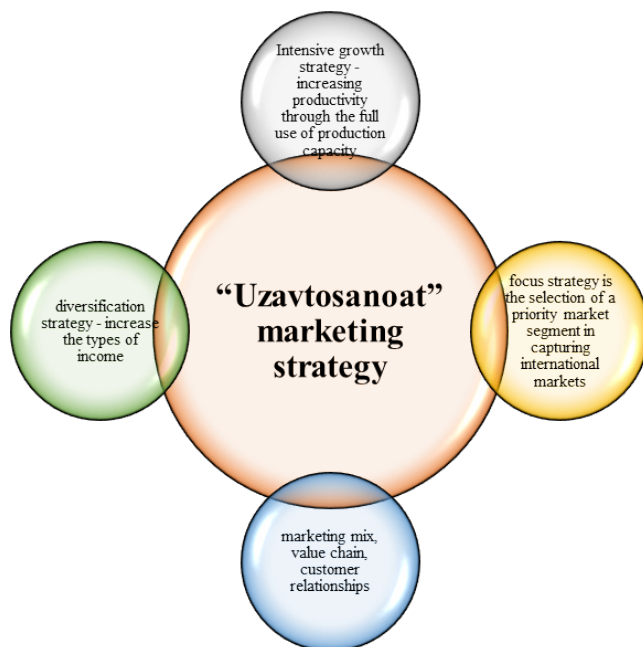 Intensive growth
strategy -
increasing
productivity
through the full
use of production
capacity
“Uzavtosanoat”
marketing
strategy
diversification
strategy - increase
the types of
income
focus strategy is
the selection of a
priority market
segment in
capturing
international
markets
marketing mix,
value chain,
customer
relationships